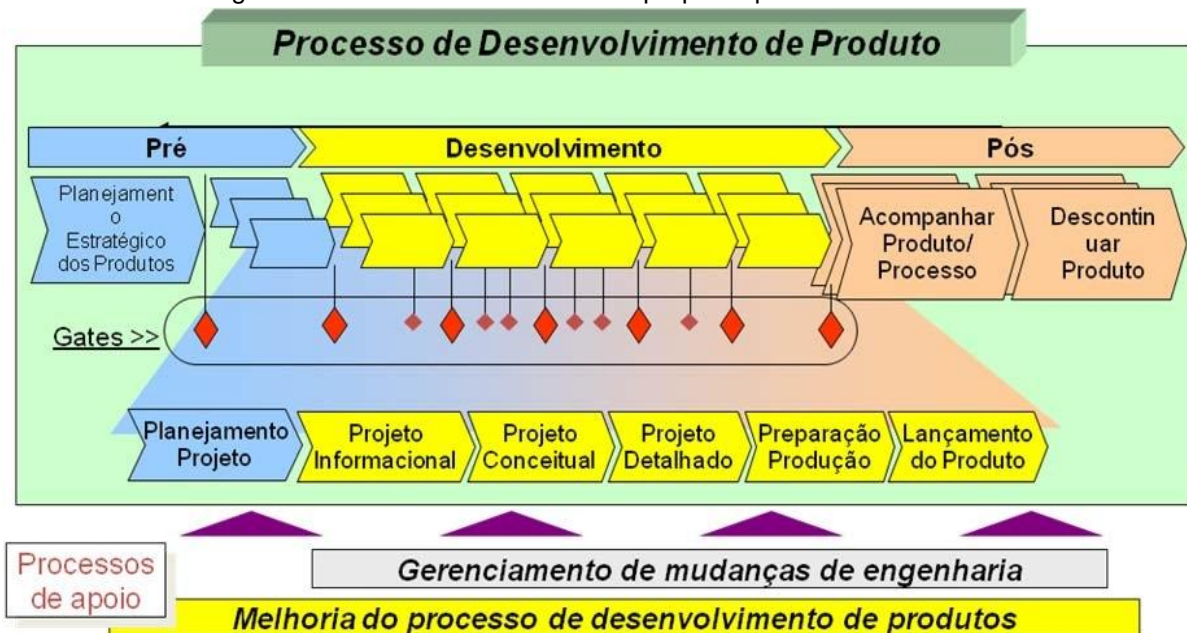 Processo de Desenvolvimento de Produto
Pré
Desenvolvimento
Pós
Planejament
o
Estratégico
dos Produtos
Acompanhar
Produto/
Processo
Descontin
uar
Produto
Gates >>
Planejamento
Projeto
Projeto
Informacional
Projeto
Conceitual
Projeto
Detalhado
Preparação
Produção
Lançamento
do Produto
Processos
de apoio
Gerenciamento de mudanças de engenharia
Melhoria do processo de desenvolvimento de produtos